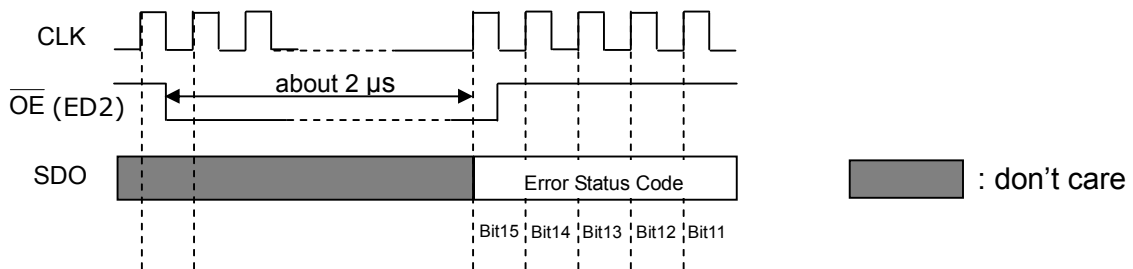 CLK
about 2 µs
OE (ED2)
SDO
Error Status Code
: don't care
Bit15 Bit14 Bit13 Bit12 Bit11